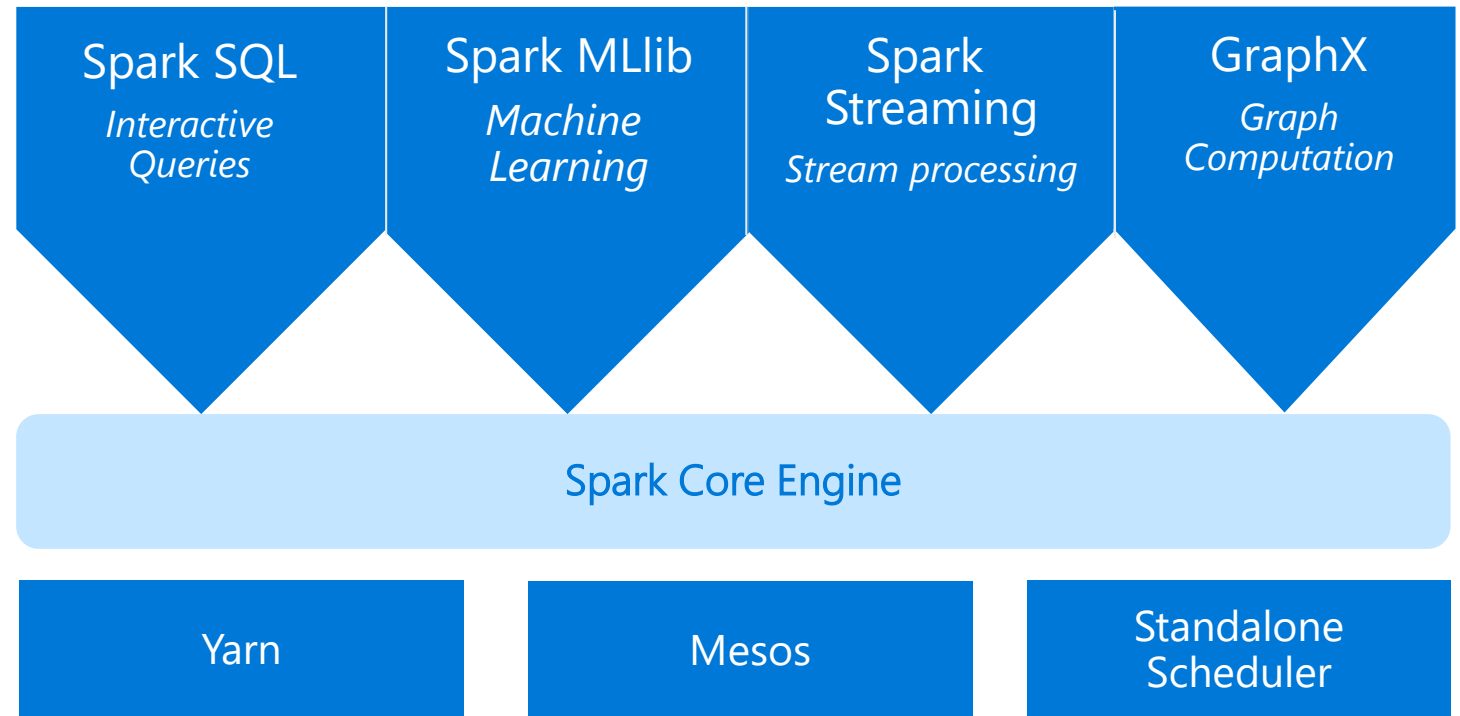 Spark SQL
Interactive
Queries
Spark MLlib
Machine
Learning
Spark
Streaming
Stream processing
GraphX
Graph
Computation
Spark Core Engine
Yarn
Mesos
Standalone
Scheduler